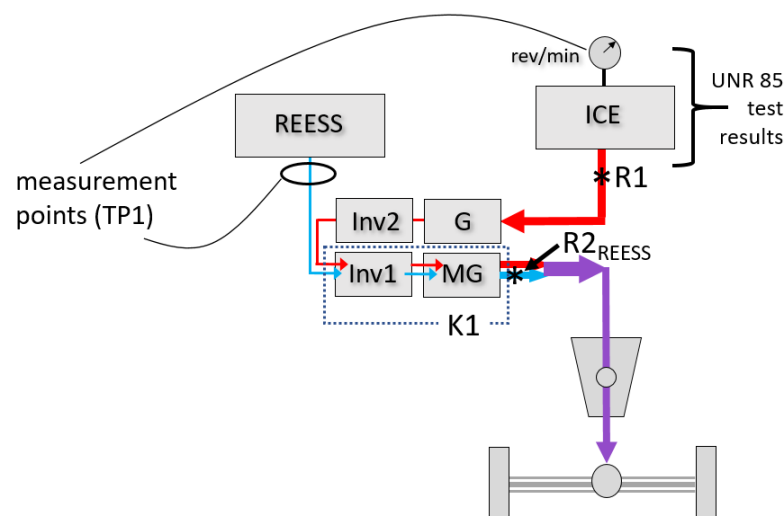 rev/min
UNR 85
test
results
REESS
ICE
measurement
points (TP1)
*R1
Inv2
G
R2REESS
Inv1
MG
*
K1